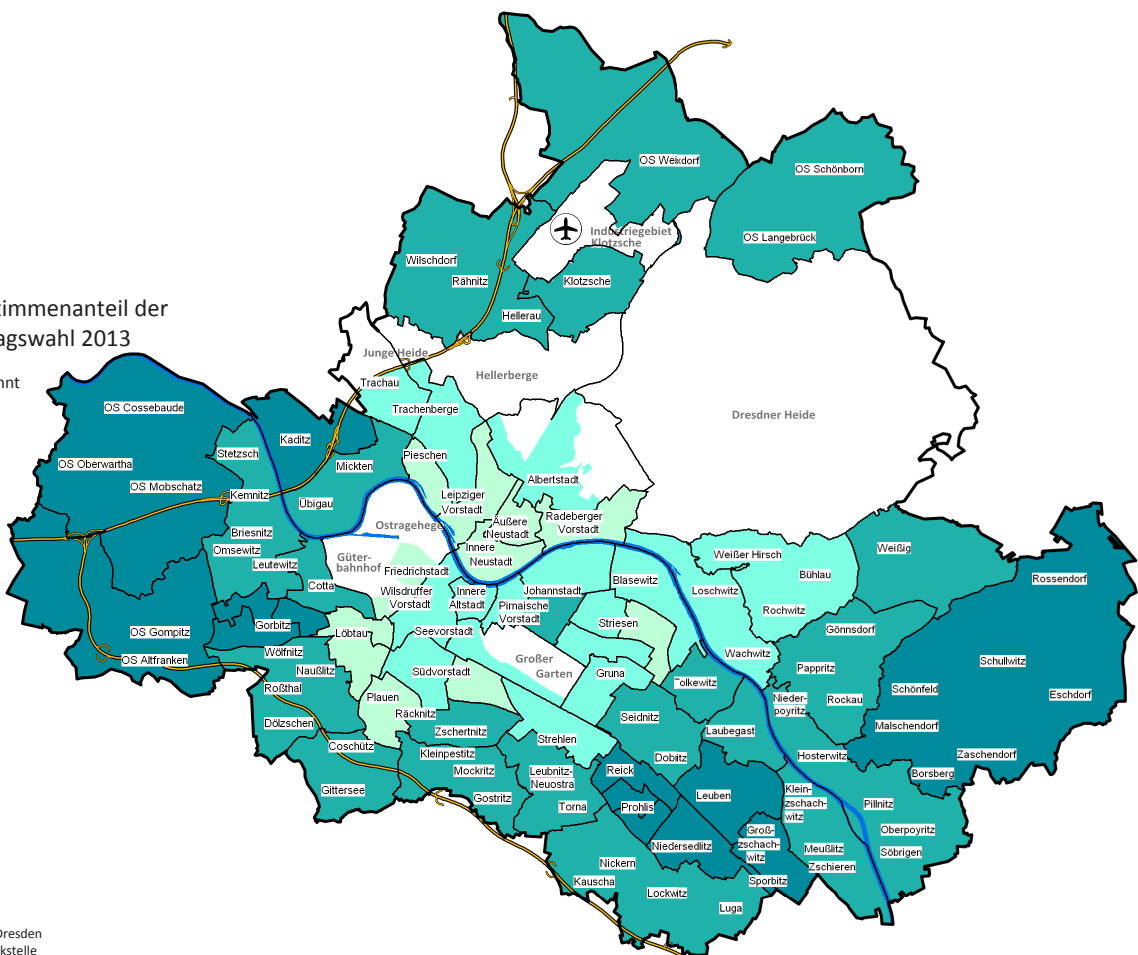 OS Weixdorf
OS Schönborn
OS Langebrück
Industriegebiet
Klotzsche
Wilschdorf
Rähnitz
Klotzsche
Hellerau
timmenanteil der
agswahl 2013
nnt
Junge Heide
Hellerberge
Trachau
Trachenberge
Dresdner Heide
OS Cossebaude
Kaditz
Stetzsch
Mickten
Pieschen
OS Oberwartha
OS Mobschatz
Kemnitz
Übigau
Leipziger
Vorstadt
Albertstadt
Ostragehege
Äußere
Neustadt
Radeberger
Vorstadt
Briesnitz
Omsewitz
Leutewitz
Güter-
bahnhof
Innere
Neustadt
Weißer Hirsch
Weißig
Friedrichstadt
Bühlau
Rossendorf
Cotta
Wilsdruffer
Vorstadt
Innere
Altstadt
Johannstadt
Blasewitz
Loschwitz
Pirnaische
Vorstadt
Rochwitz
OS Gompitz
Gorbitz
Löbtau
Seevorstadt
Striesen
Gönnsdorf
OS Altfranken
Wölfnitz
Großer
Garten
Wachwitz
Schullwitz
Naußlitz
Südvorstadt
Gruna
Pappritz
Roßthal
Plauen
Tolkewitz
Nieder-
poyritz
Rockau
Schönfeld
Eschdorf
Dölzschen
Räcknitz
Seidnitz
Laubegast
Malschendorf
Zschertnitz
Strehlen
Coschütz
Kleinpestitz
Dobritz
Hosterwitz
Zaschendorf
Mockritz
Leubnitz-
Neuostra
Reick
Borsberg
Gittersee
Gostritz
Torna
Prohlis
Leuben
Klein-
zschach-
witz
Pillnitz
Oberpoyritz
Niedersedlitz
Groß-
zschach-
witz
Meußlitz
Söbrigen
Zschieren
Nickern
Kauscha
Lockwitz
Sporbitz
Luga
Dresden
kstelle